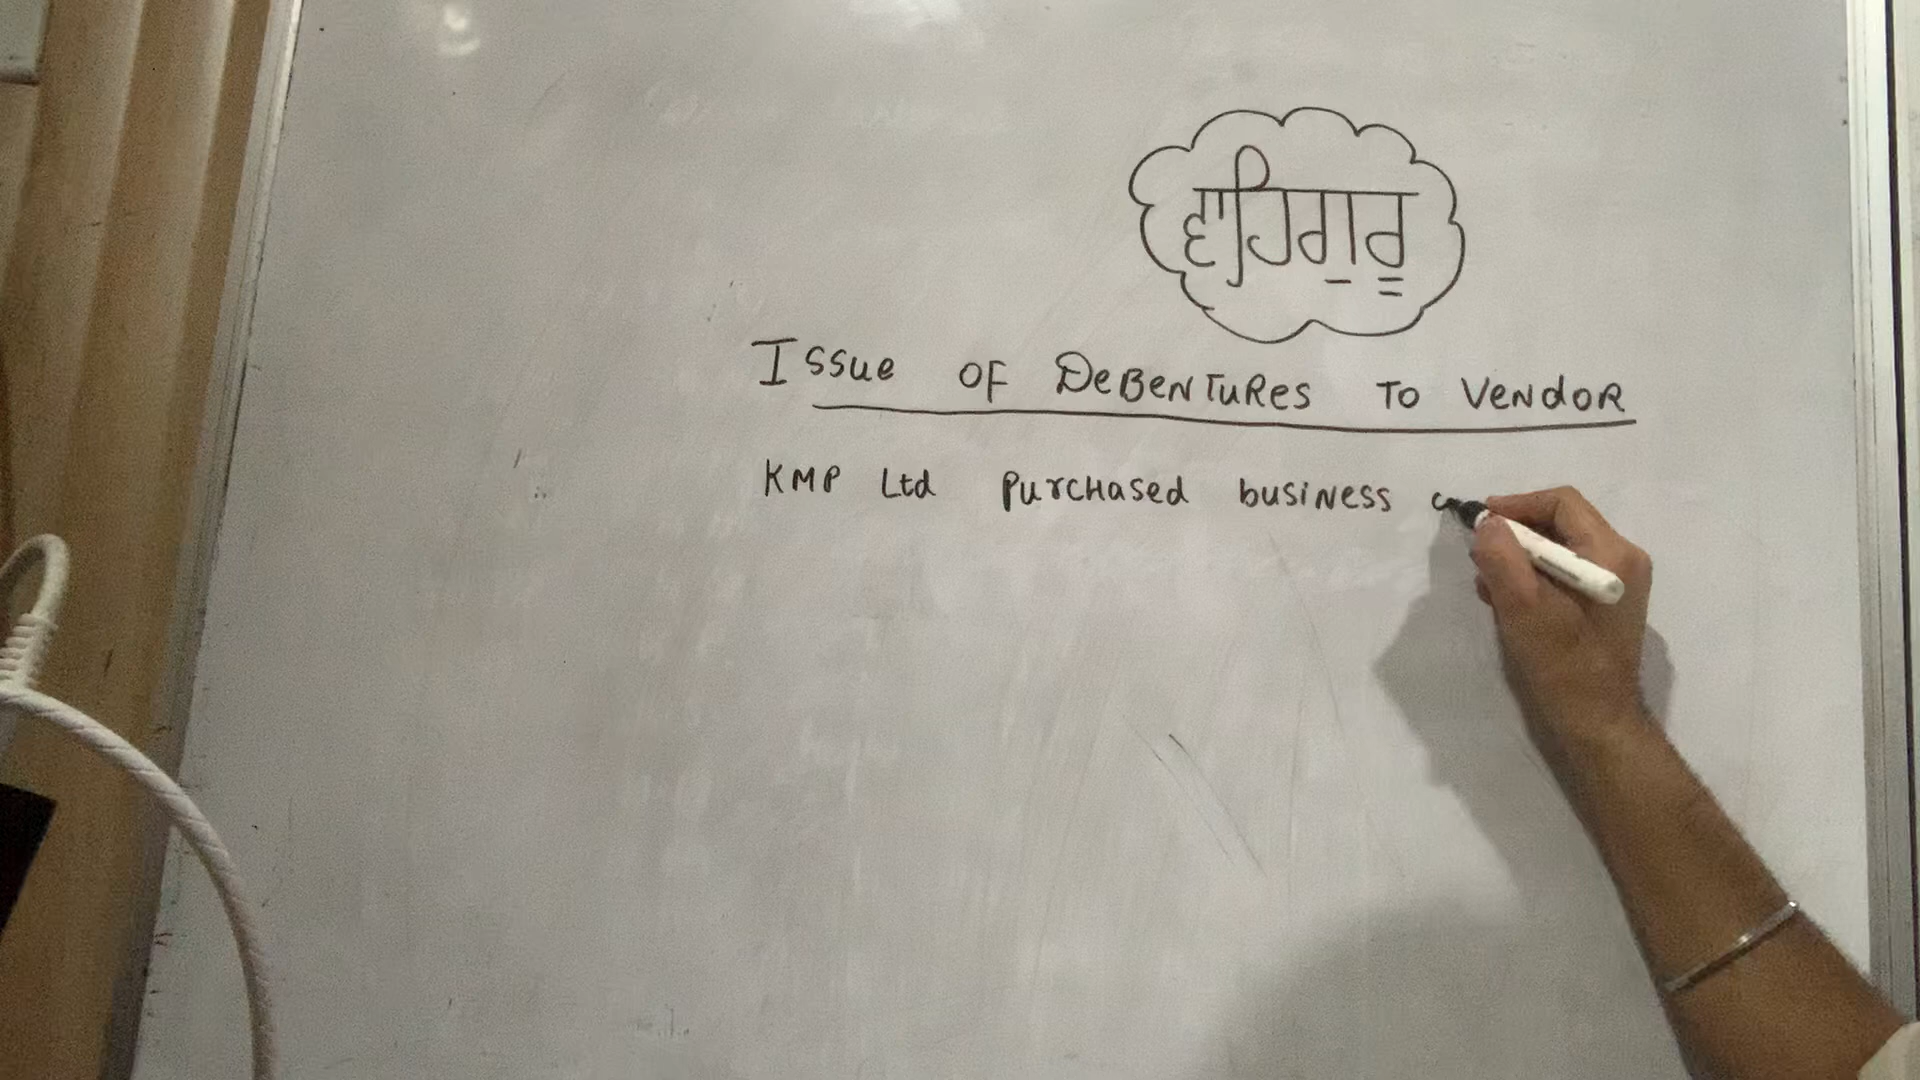 ਵਾਹਿਗੁਰੂ
Issue OF DeBenTuRes To VendoR
KMP Ltd Purchased business